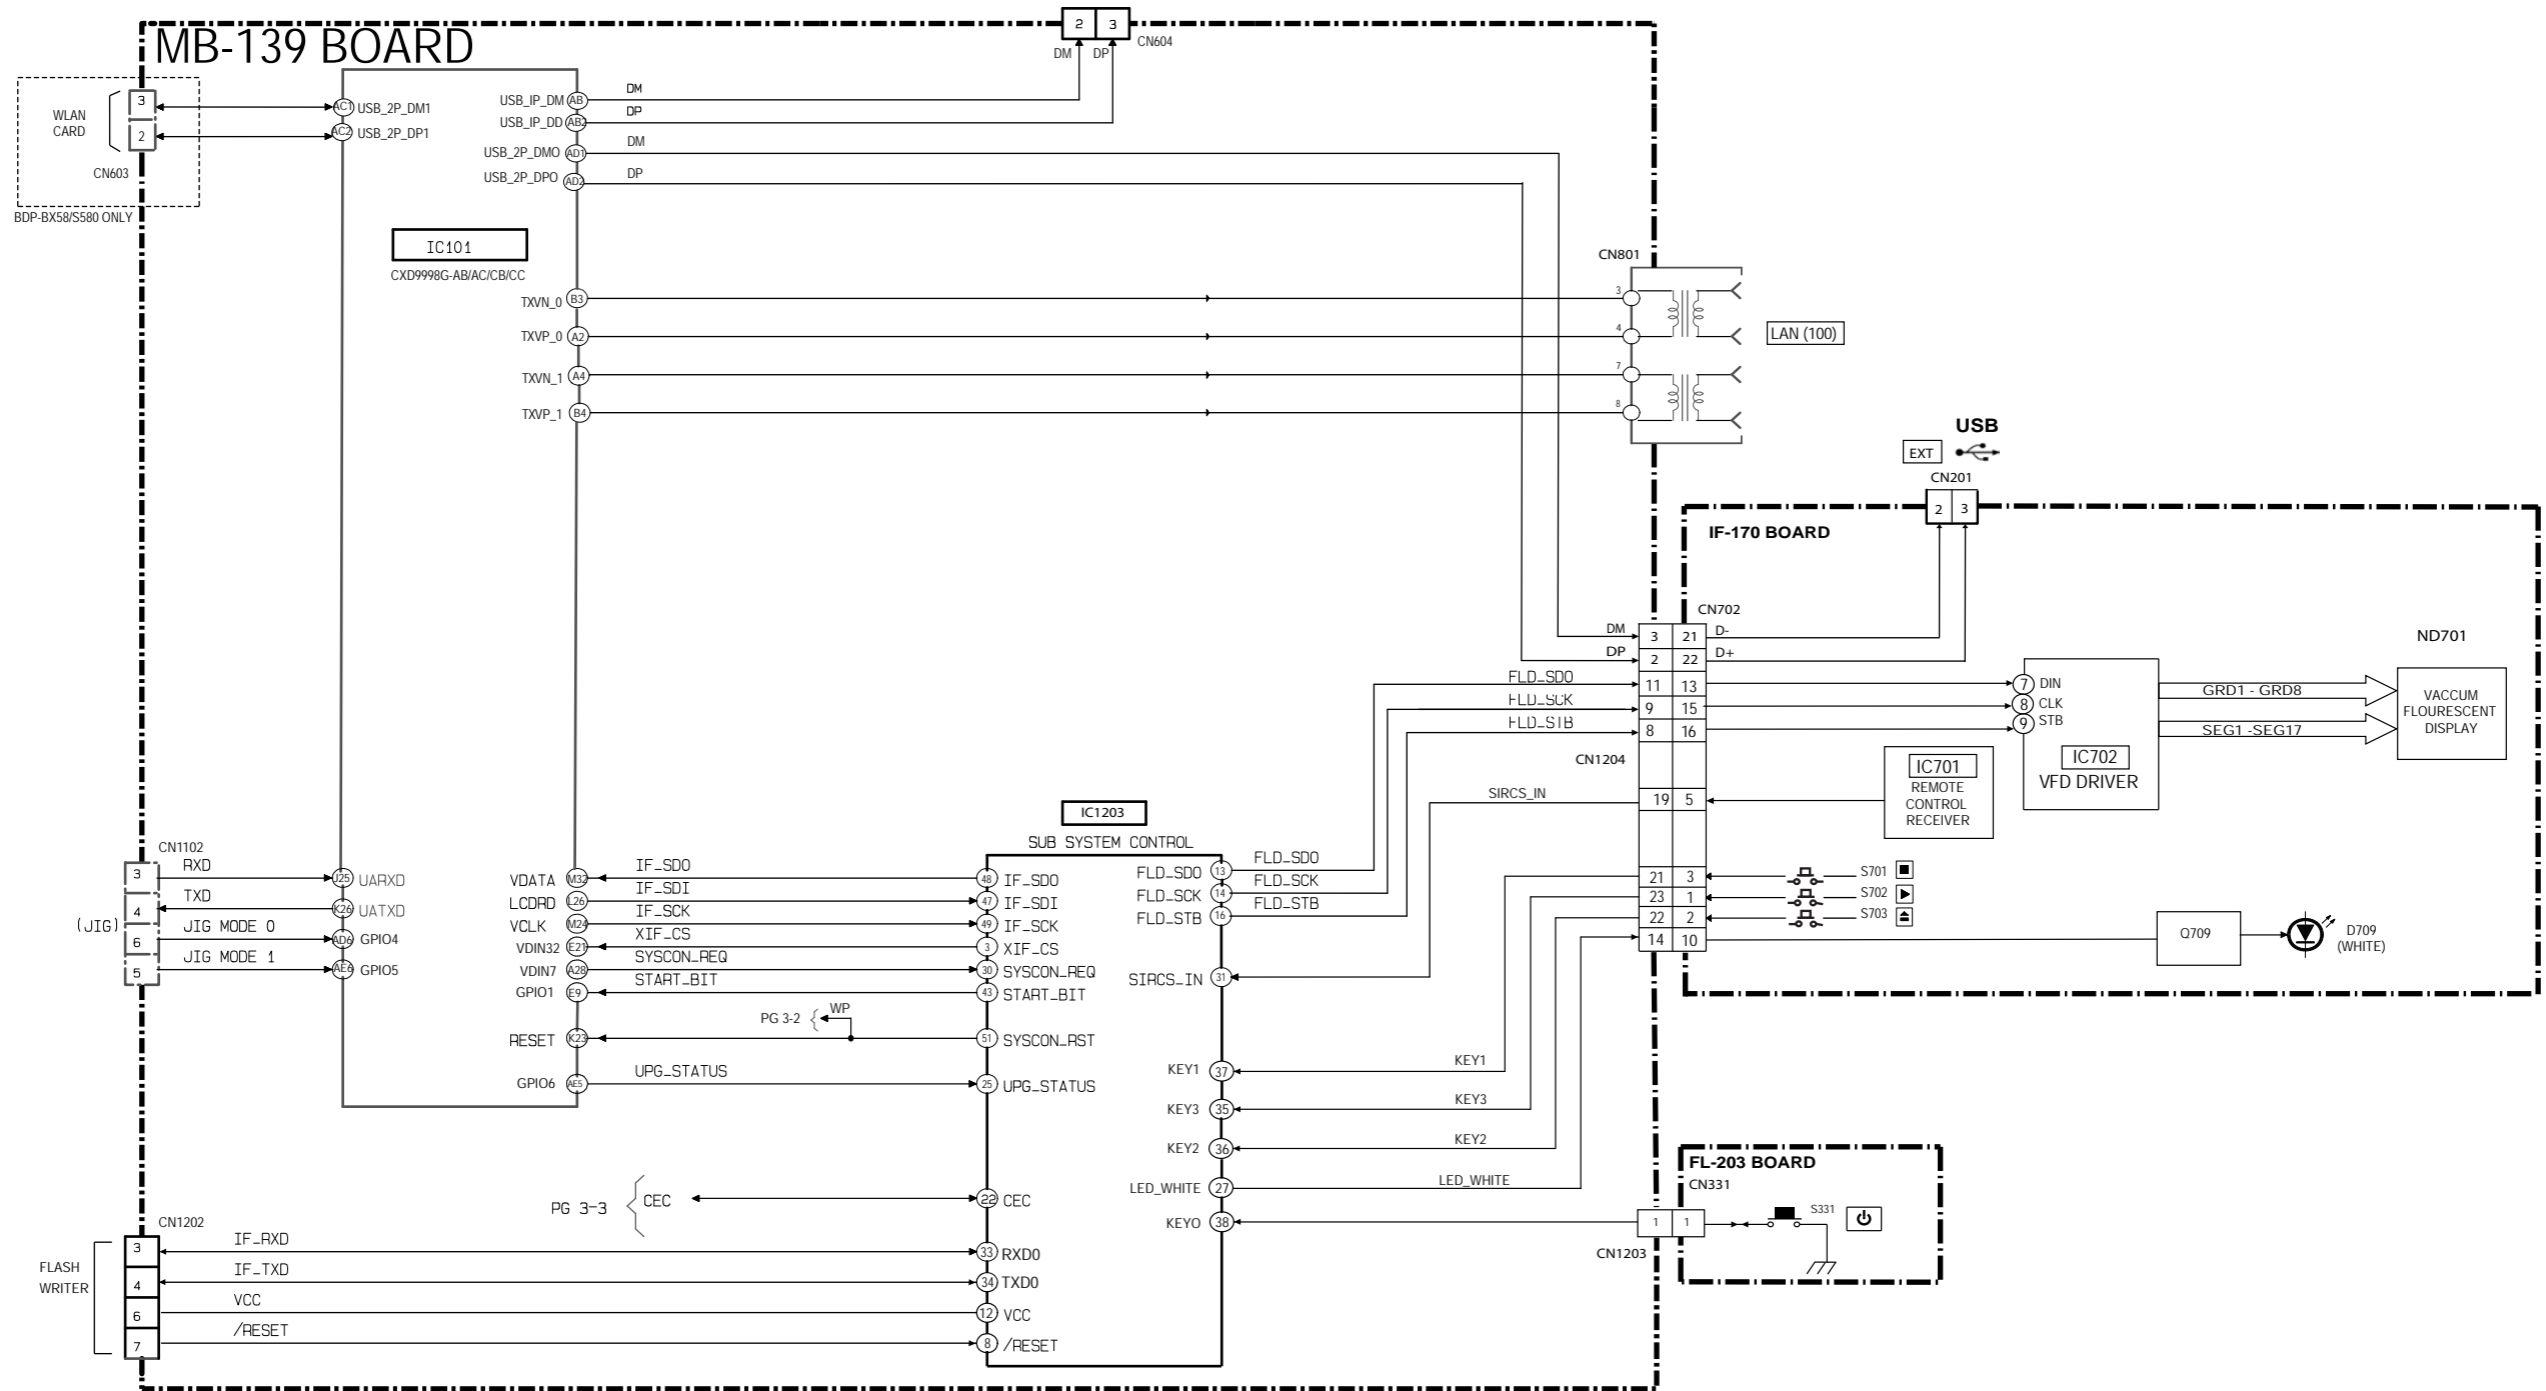 MB-139 BOARD
2 3
CN604
DM DP
WLAN
CARD
3
2
CN603
BDP-BX58/S580 ONLY
AC1 USB_2P_DM1
AC2 USB_2P_DP1
USB_IP_DM AB DM
USB_IP_DD AB2 DP
USB_2P_DMO AD1 DM
USB_2P_DPO AD2 DP
IC101
CXD9998G-AB/AC/CB/CC
TXVN_0 B3
TXVP_0 A2
TXVN_1 A4
TXVP_1 B4
CN801
3
4
7
8
LAN (100)
USB
EXT
CN201
2 3
IF-170 BOARD
CN702
DM 3 21 D-
DP 2 22 D+
FLD_SDO 11 13
FLD_SCK 9 15
FLD_STB 8 16
CN1204
SIRCS_IN 19 5
21 3
23 1
22 2
14 10
7 DIN
8 CLK
9 STB
IC702
VFD DRIVER
GRD1 - GRD8
SEG1 -SEG17
ND701
VACCUM
FLOURESCENT
DISPLAY
IC701
REMOTE
CONTROL
RECEIVER
S701
S702
S703
Q709
D709
(WHITE)
CN1102
(JIG)
3 RXD J25 UARXD
4 TXD K26 UATXD
6 JIG MODE 0 AD6 GPIO4
5 JIG MODE 1 AE6 GPIO5
IC1203
SUB SYSTEM CONTROL
VDATA M32 IF_SDO 48 IF_SDO
LCDRD L26 IF_SDI 47 IF_SDI
VCLK M24 IF_SCK 49 IF_SCK
VDIN32 E21 XIF_CS 3 XIF_CS
VDIN7 A28 SYSCON_REQ 30 SYSCON_REQ
GPIO1 E9 START_BIT 43 START_BIT
PG 3-2 { WP
RESET K23 51 SYSCON_RST
GPIO6 AE5 UPG_STATUS 25 UPG_STATUS
FLD_SDO 13 FLD_SDO
FLD_SCK 14 FLD_SCK
FLD_STB 16 FLD_STB
SIRCS_IN 31
KEY1 37 KEY1
KEY3 35 KEY3
KEY2 36 KEY2
LED_WHITE 27 LED_WHITE
KEYO 38
PG 3-3 { CEC 22 CEC
CN1202
FLASH
WRITER
3 IF_RXD 33 RXD0
4 IF_TXD 34 TXD0
6 VCC 12 VCC
7 /RESET 8 /RESET
FL-203 BOARD
CN331
1 1
S331
CN1203